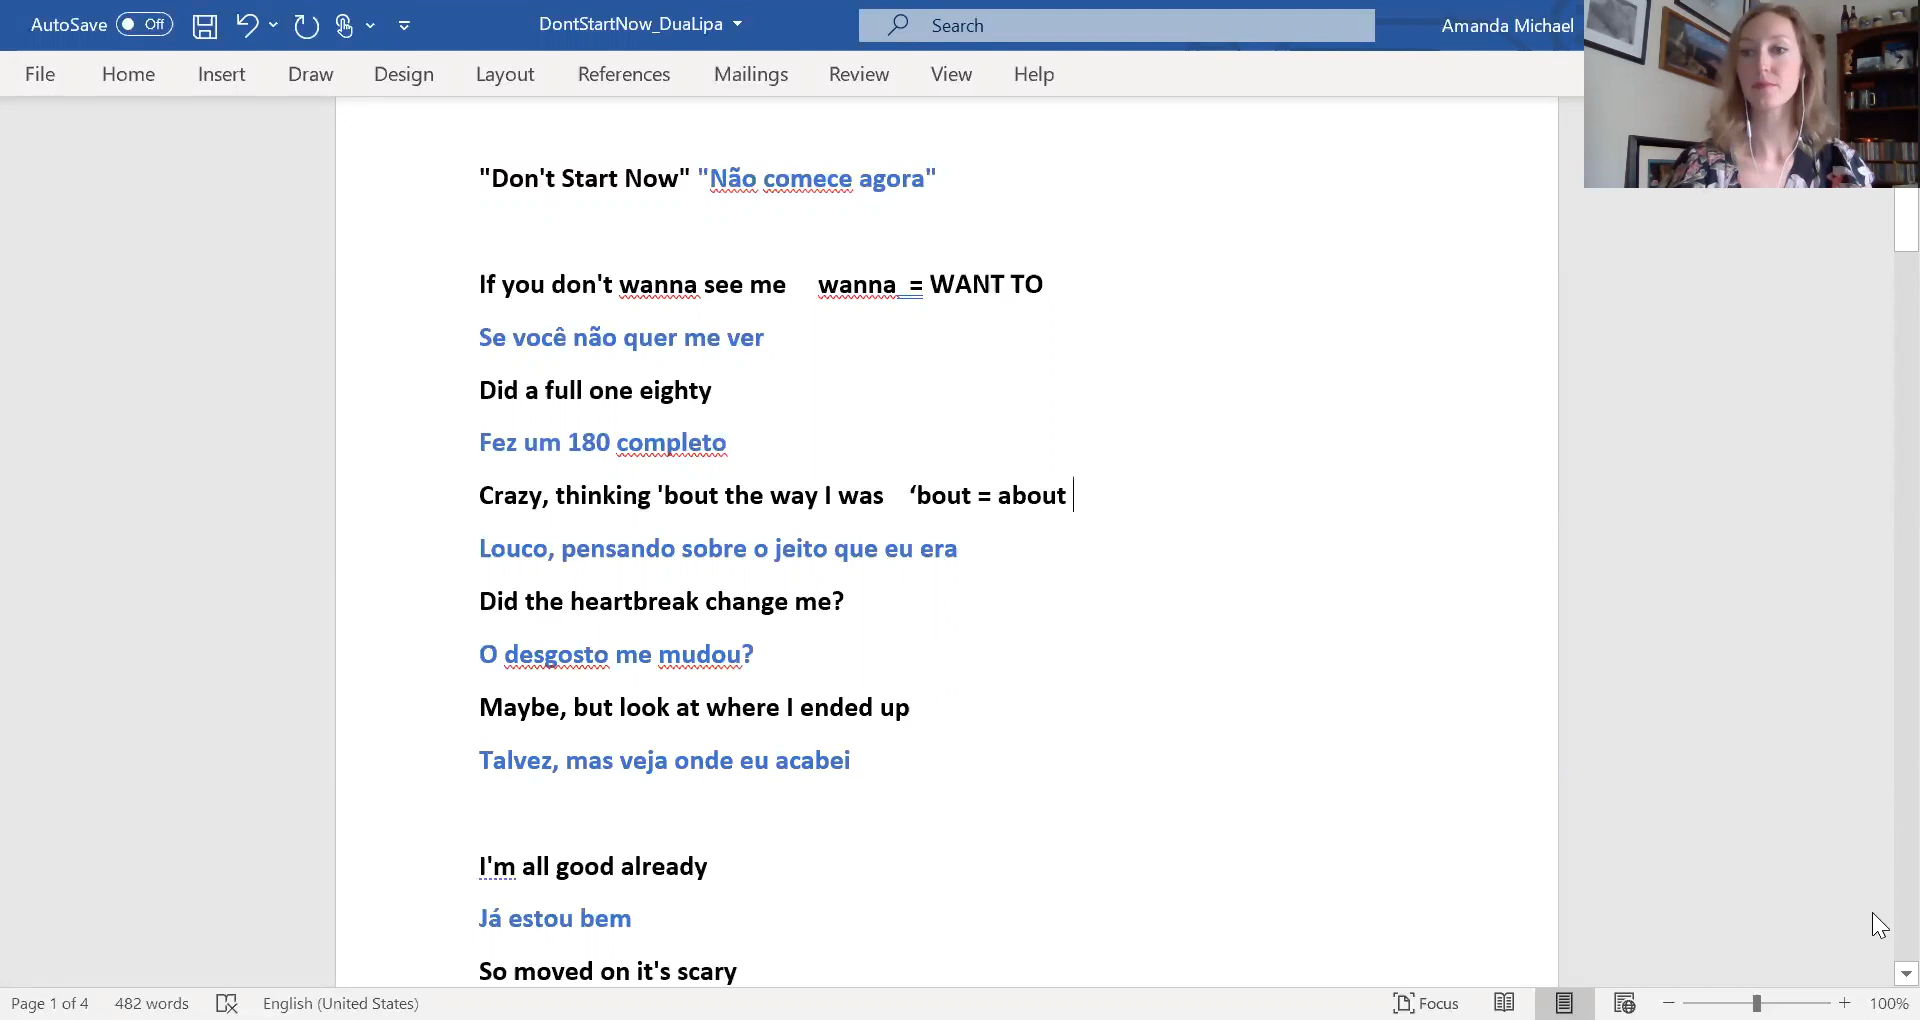 AutoSave Off DontStartNow_DuaLipa Search Amanda Michael
File Home Insert Draw Design Layout References Mailings Review View Help
"Don't Start Now" "Não comece agora"
If you don't wanna see me wanna = WANT TO
Se você não quer me ver
Did a full one eighty
Fez um 180 completo
Crazy, thinking 'bout the way I was ‘bout = about
Louco, pensando sobre o jeito que eu era
Did the heartbreak change me?
O desgosto me mudou?
Maybe, but look at where I ended up
Talvez, mas veja onde eu acabei
I'm all good already
Já estou bem
So moved on it's scary
Page 1 of 4 482 words English (United States) Focus 100%